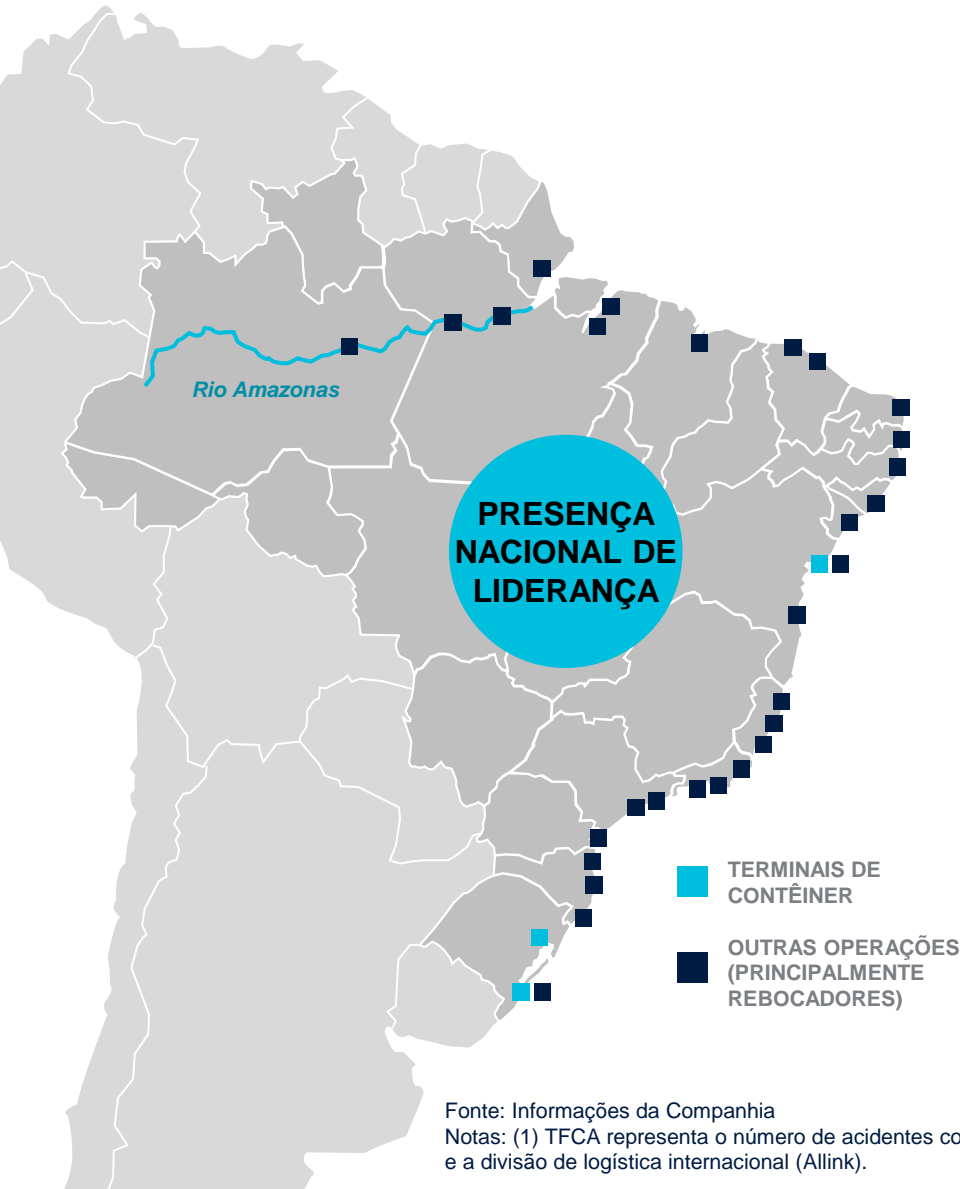 Rio Amazonas
PRESENÇA
NACIONAL DE
LIDERANÇA
TERMINAIS DE
CONTÊINER
OUTRAS OPERAÇÕES
(PRINCIPALMENTE
REBOCADORES)
Fonte: Informações da Companhia
Notas: (1) TFCA representa o número de acidentes
e a divisão de logística internacional (Allink).